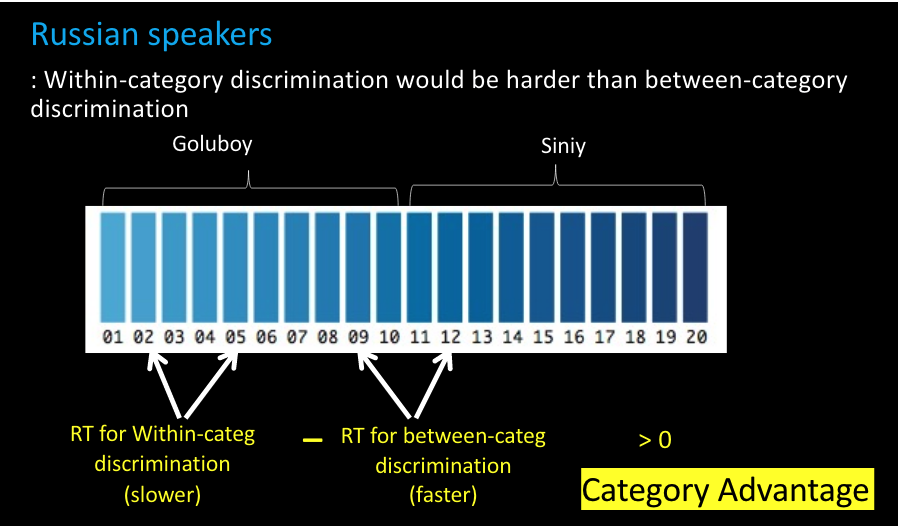 Russian speakers
: Within-category discrimination would be harder than between-category
discrimination
Goluboy Siniy
01 02 03 04 05 06 07 08 09 10 11 12 13 14 15 16 17 18 19 20
RT for Within-categ
discrimination
(slower)
–
RT for between-categ
discrimination
(faster)
> 0
Category Advantage